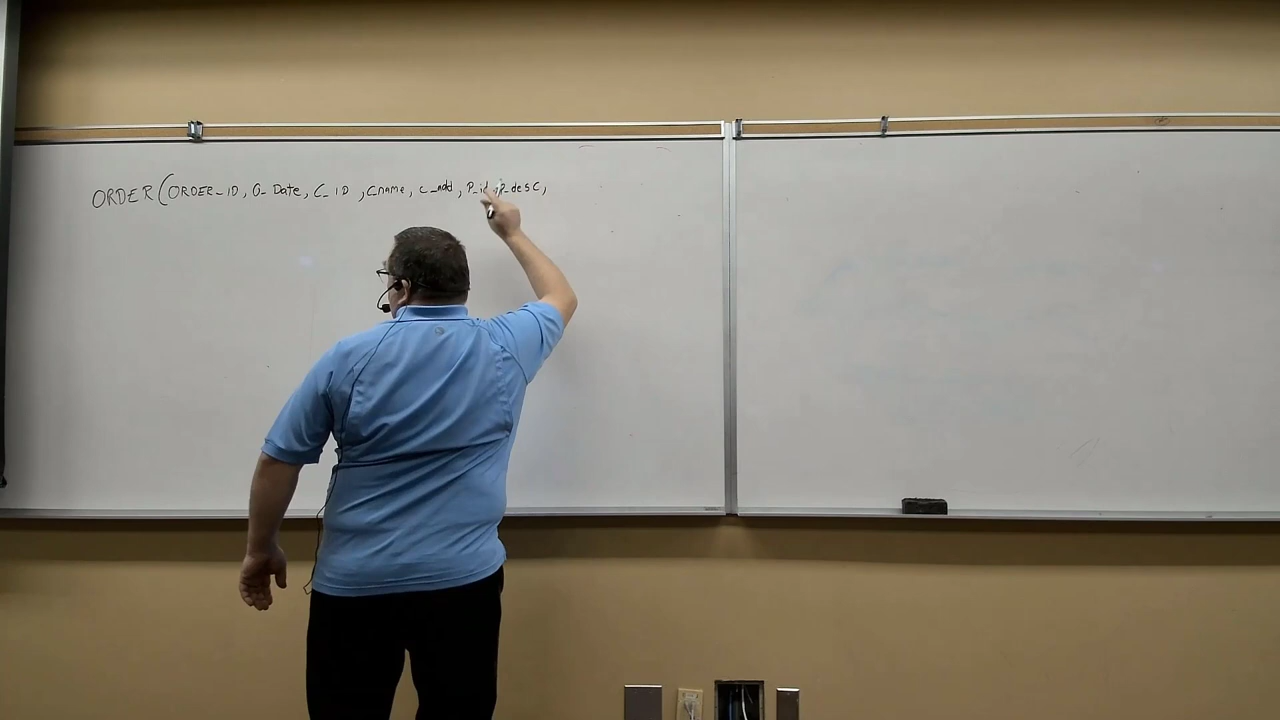 ORDER(ORDER_ID, O_Date, C_ID, Cname, c_add, P_id, P_desc,